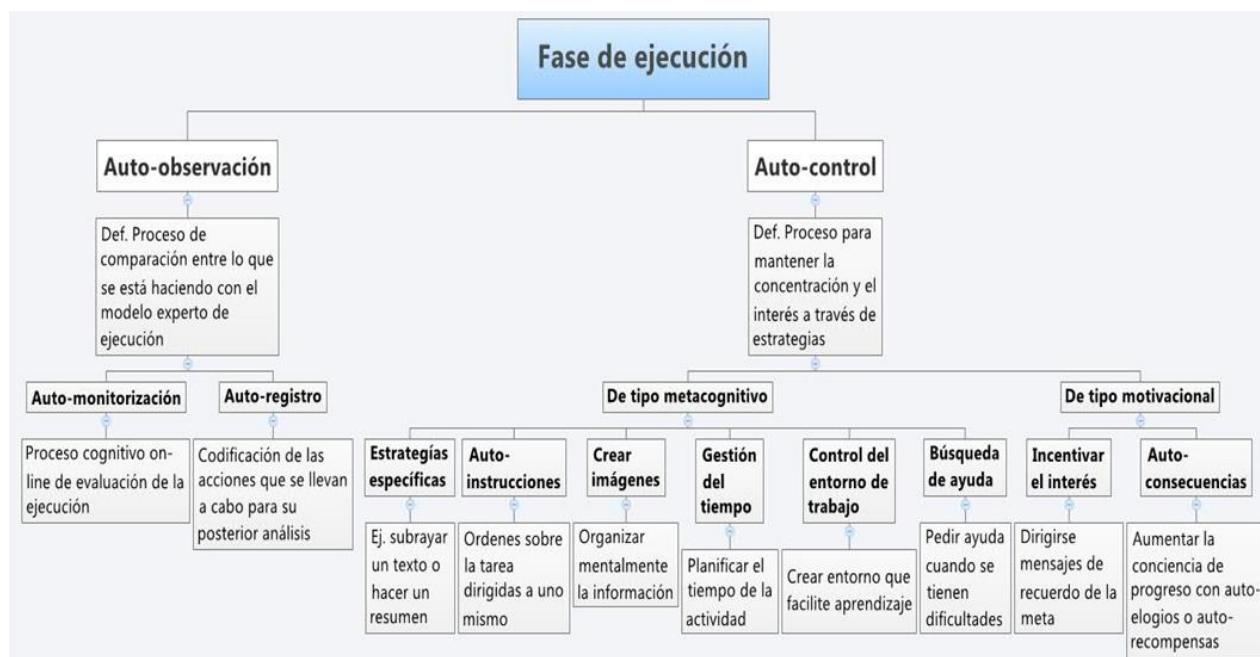 Fase de ejecución
Auto-observación
Auto-control
Def. Proceso de
comparación entre lo que
se está haciendo con el
modelo experto de
ejecución
Def. Proceso para
mantener la
concentración y el
interés a través de
estrategias
Auto-monitorización
Auto-registro
De tipo metacognitivo
De tipo motivacional
Proceso cognitivo on-
line de evaluación de la
ejecución
Codificación de las
acciones que se llevan
a cabo para su
posterior análisis
Estrategías
específicas
Auto-
instrucciones
Crear
imágenes
Gestión
del
tiempo
Control del
entorno de
trabajo
Búsqueda
de ayuda
Incentivar
el interés
Auto-
consecuencias
Ej. subrayar
un texto o
hacer un
resumen
Ordenes sobre
la tarea
dirigidas a uno
mismo
Organizar
mentalmente
la información
Planificar el
tiempo de la
actividad
Crear entorno que
facilite aprendizaje
Pedir ayuda
cuando se
tienen
dificultades
Dirigirse
mensajes de
recuerdo de la
meta
Aumentar la
conciencia de
progreso con auto-
elogios o auto-
recompensas